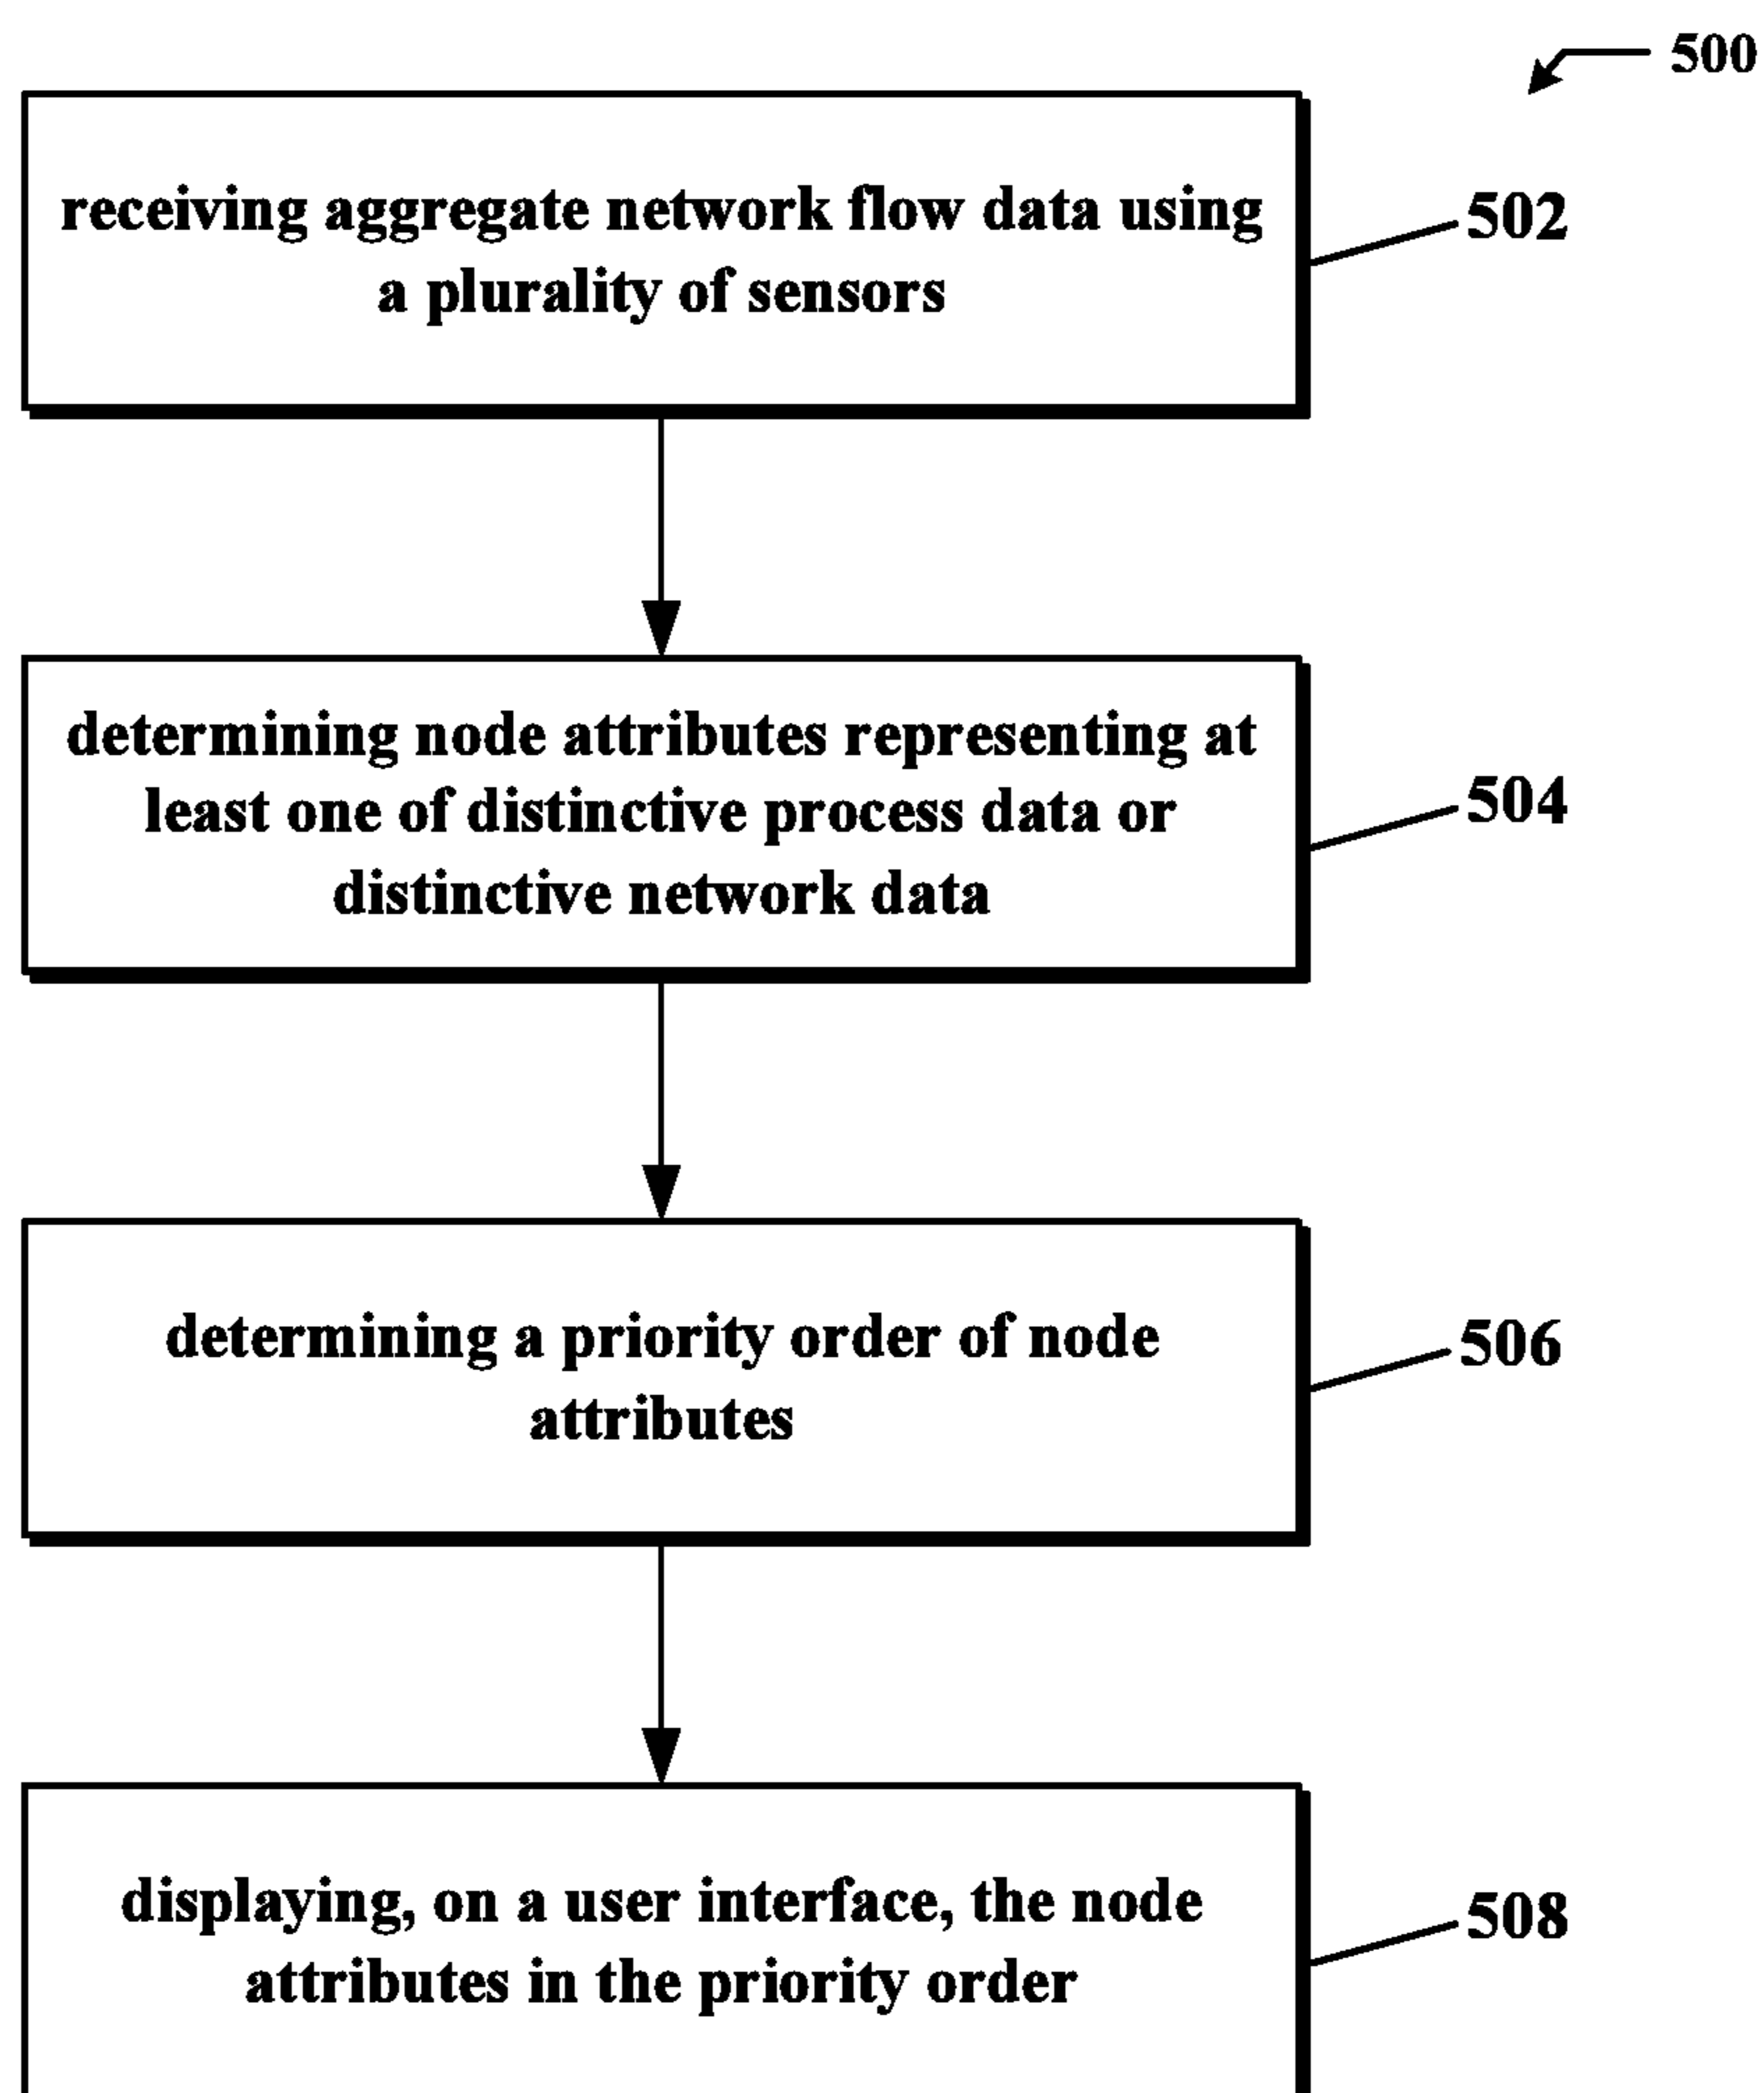 500
receiving aggregate network flow data using
a plurality of sensors
502
determining node attributes representing at
least one of distinctive process data or
distinctive network data
504
determining a priority order of node
attributes
506
displaying, on a user interface, the node
attributes in the priority order
508